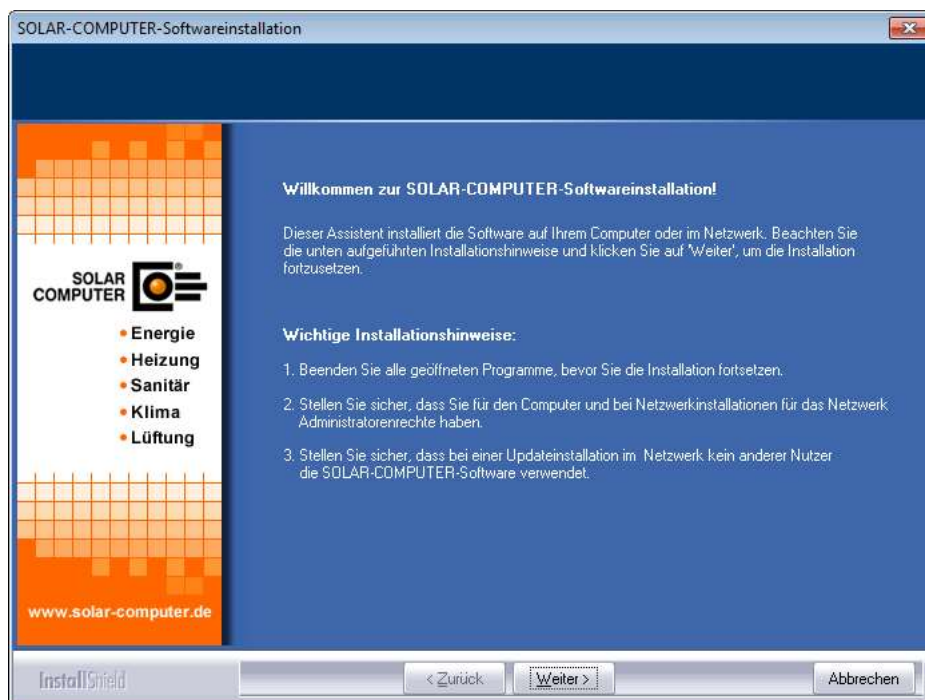 SOLAR-COMPUTER-Softwareinstallation
SOLAR
COMPUTER
®
• Energie
• Heizung
• Sanitär
• Klima
• Lüftung
www.solar-computer.de
Willkommen zur SOLAR-COMPUTER-Softwareinstallation!
Dieser Assistent installiert die Software auf Ihrem Computer oder im Netzwerk. Beachten Sie
die unten aufgeführten Installationshinweise und klicken Sie auf 'Weiter', um die Installation
fortzusetzen.
Wichtige Installationshinweise:
1. Beenden Sie alle geöffneten Programme, bevor Sie die Installation fortsetzen.
2. Stellen Sie sicher, dass Sie für den Computer und bei Netzwerkinstallationen für das Netzwerk
Administratorenrechte haben.
3. Stellen Sie sicher, dass bei einer Updateinstallation im Netzwerk kein anderer Nutzer
die SOLAR-COMPUTER-Software verwendet.
InstallShield
< Zurück
Weiter >
Abbrechen